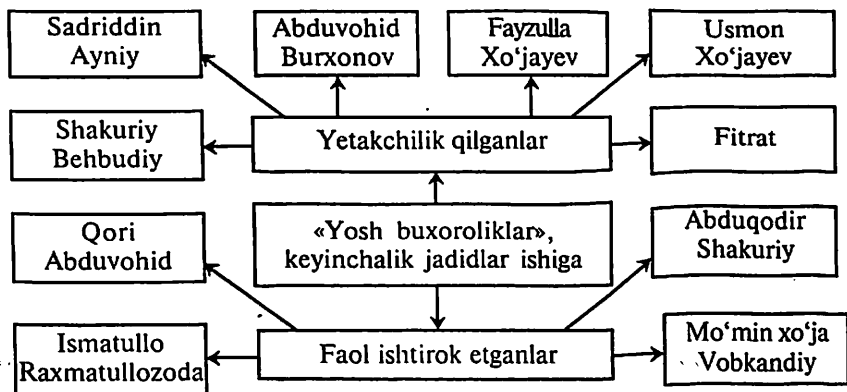 Sadriddin
Ayniy
Abduvohid
Burxonov
Fayzulla
Xo‘jayev
Usmon
Xo‘jayev
Shakuriy
Behbudiy
Yetakchilik qilganlar
Fitrat
Qori
Abduvohid
«Yosh buxoroliklar»,
keyinchalik jadidlar ishiga
Abduqodir
Shakuriy
Ismatullo
Raxmatullozoda
Faol ishtirok etganlar
Mo‘min xo‘ja
Vobkandiy